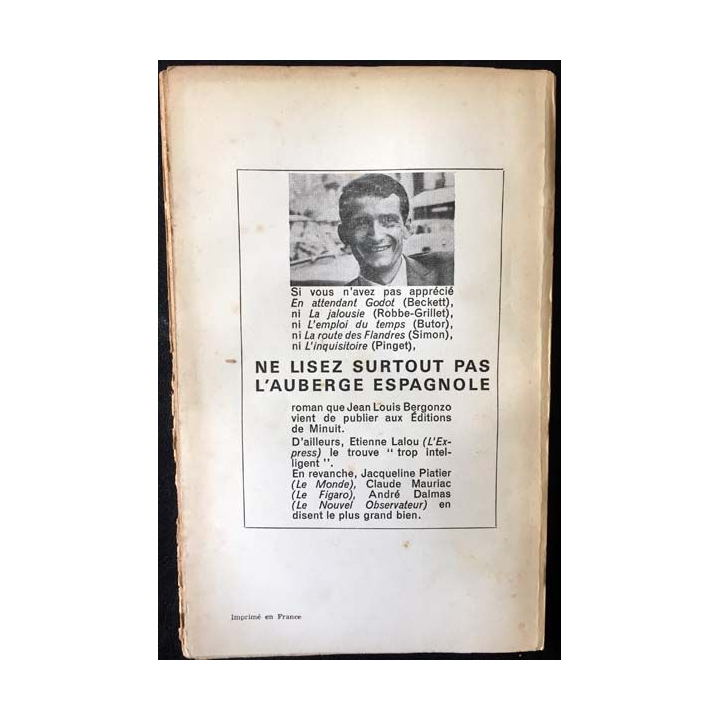 Si vous n'avez pas apprécié
En attendant Godot (Beckett),
ni La jalousie (Robbe-Grillet),
ni L'emploi du temps (Butor),
ni La route des Flandres (Simon),
ni L'inquisitoire (Pinget),
NE LISEZ SURTOUT PAS
L'AUBERGE ESPAGNOLE
roman que Jean Louis Bergonzo
vient de publier aux Éditions
de Minuit.
D'ailleurs, Etienne Lalou (L'Ex-
press) le trouve " trop intel-
ligent ".
En revanche, Jacqueline Piatier
(Le Monde), Claude Mauriac
(Le Figaro), André Dalmas
(Le Nouvel Observateur) en
disent le plus grand bien.
Imprimé en France